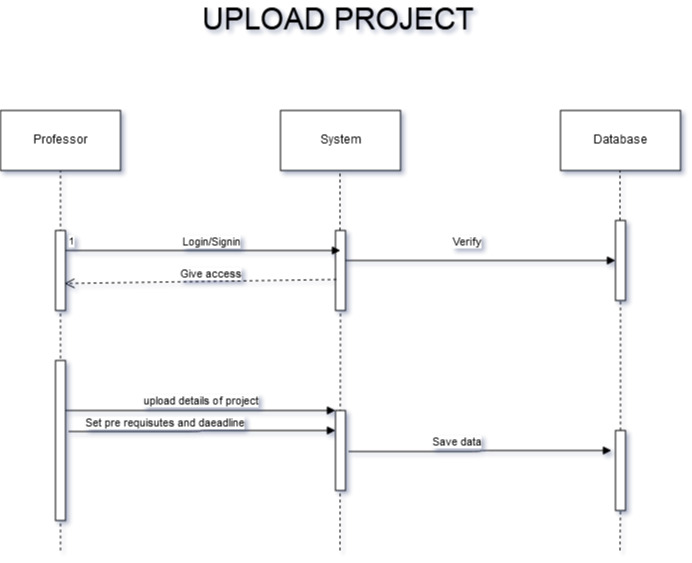 UPLOAD PROJECT
Professor
System
Database
1
Login/Signin
Verify
Give access
upload details of project
Set pre requisutes and daeadline
Save data